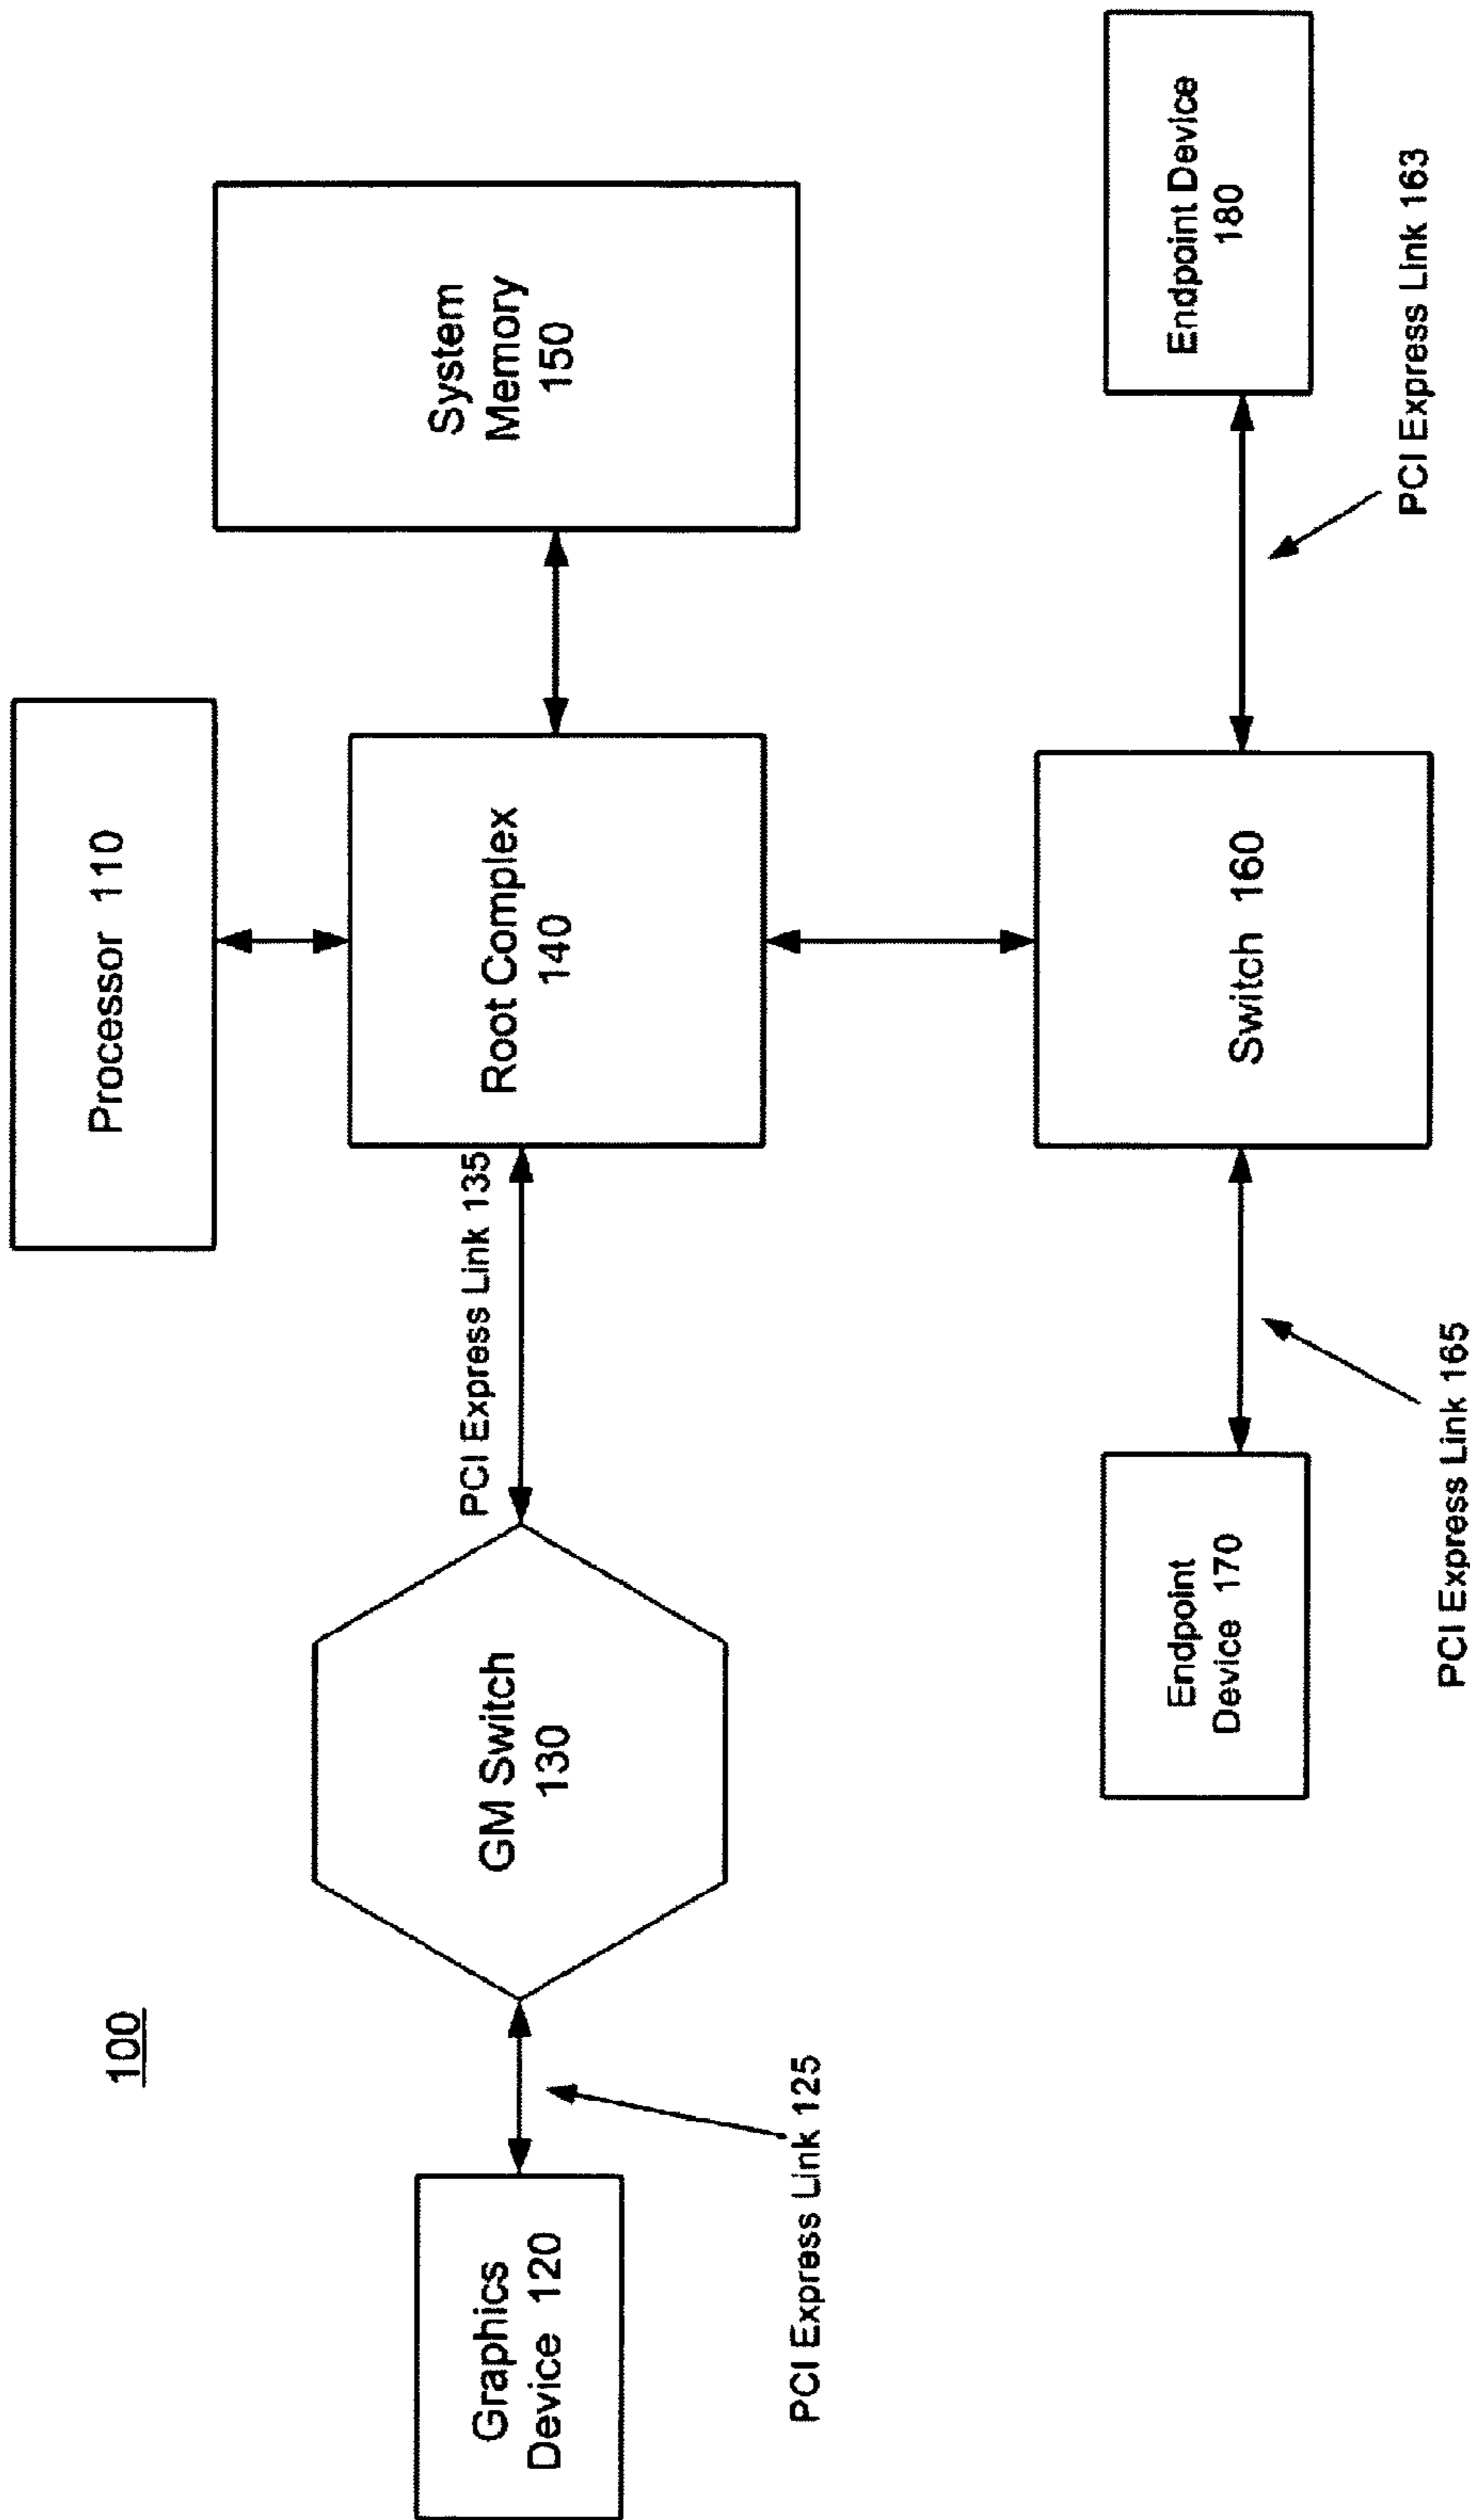 100
Processor 110
Graphics
Device 120
PCI Express Link 125
GM Switch
130
PCI Express Link 135
Root Complex
140
System
Memory
150
Endpoint
Device 170
PCI Express Link 165
Switch 160
Endpoint Device
180
PCI Express Link 163